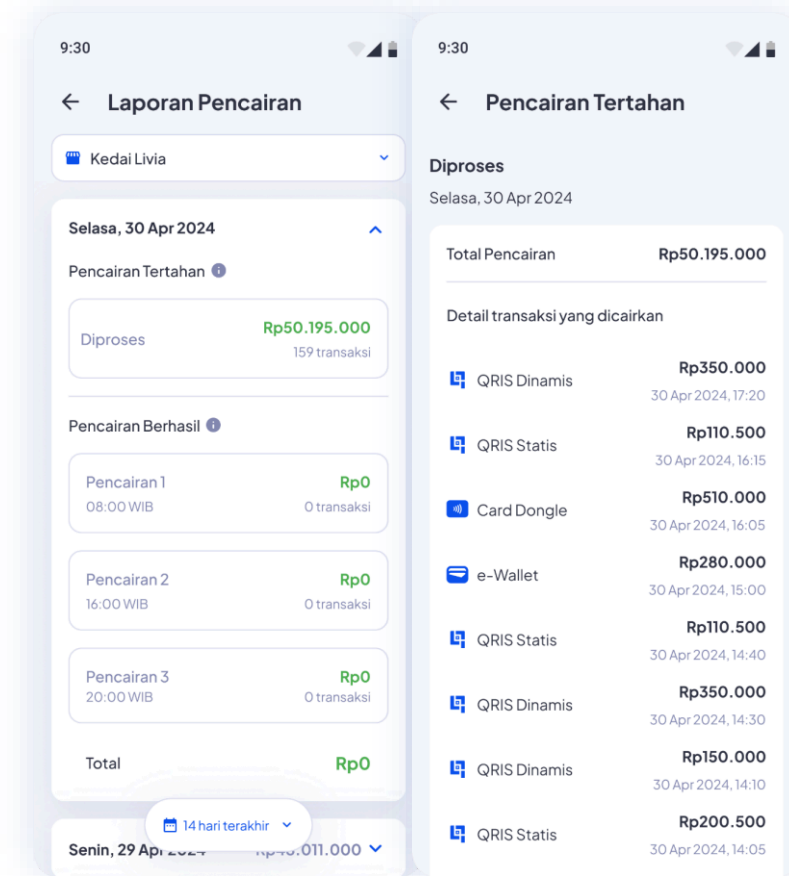 9:30
Laporan Pencairan
Kedai Livia
Selasa, 30 Apr 2024
Pencairan Tertahan
Diproses
Rp50.195.000
159 transaksi
Pencairan Berhasil
Pencairan 1
Rp0
08:00 WIB
0 transaksi
Pencairan 2
Rp0
16:00 WIB
0 transaksi
Pencairan 3
Rp0
20:00 WIB
0 transaksi
Total
Rp0
14 hari terakhir
Senin, 29 Apr 2024
.011.000
9:30
Pencairan Tertahan
Diproses
Selasa, 30 Apr 2024
Total Pencairan
Rp50.195.000
Detail transaksi yang dicairkan
QRIS Dinamis
Rp350.000
30 Apr 2024, 17:20
QRIS Statis
Rp110.500
30 Apr 2024, 16:15
Card Dongle
Rp510.000
30 Apr 2024, 16:05
e-Wallet
Rp280.000
30 Apr 2024, 15:00
QRIS Statis
Rp110.500
30 Apr 2024, 14:40
QRIS Dinamis
Rp350.000
30 Apr 2024, 14:30
QRIS Dinamis
Rp150.000
30 Apr 2024, 14:10
QRIS Statis
Rp200.500
30 Apr 2024, 14:05